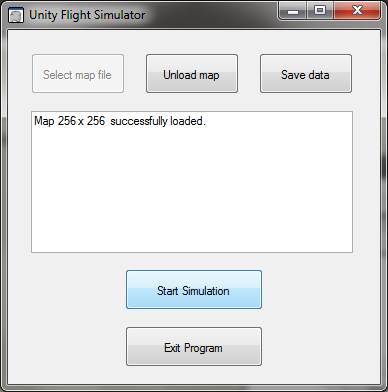 Unity Flight Simulator
Select map file
Unload map
Save data
Map 256 x 256  successfully loaded.
Start Simulation
Exit Program